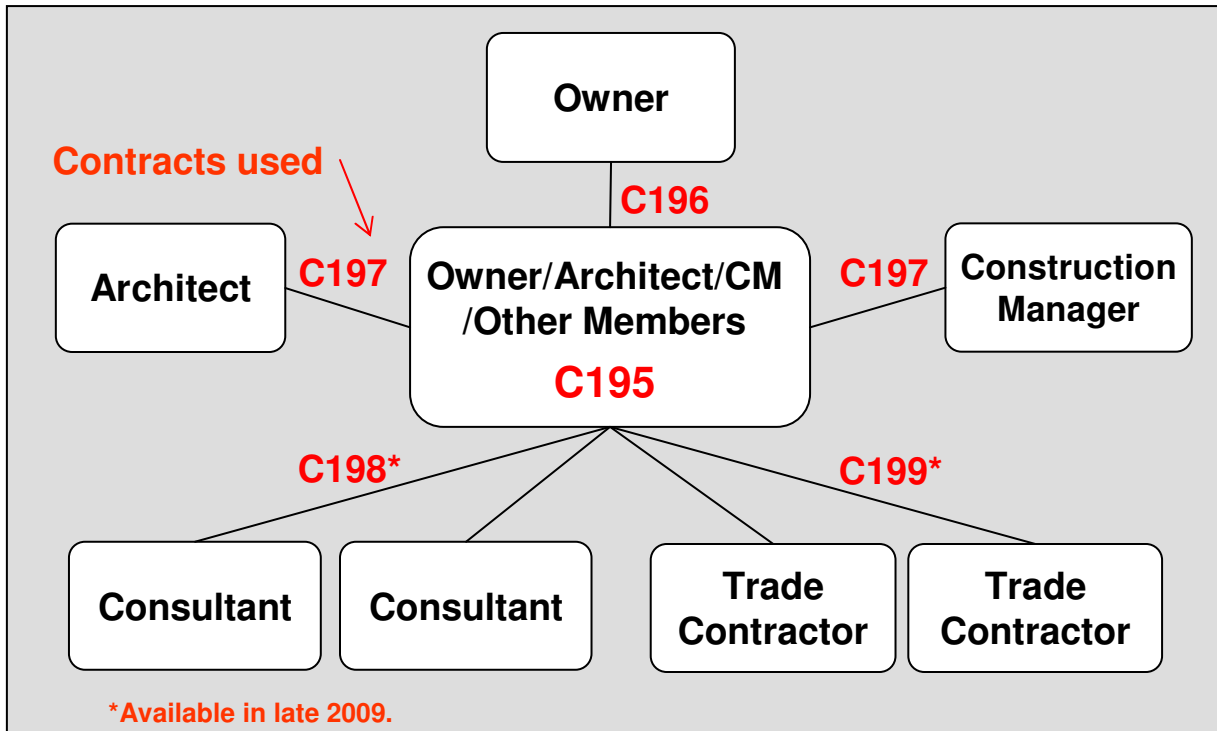 Owner
Contracts used
C196
Architect
C197
Owner/Architect/CM
/Other Members
C195
C197
Construction
Manager
C198*
C199*
Consultant
Consultant
Trade
Contractor
Trade
Contractor
*Available in late 2009.